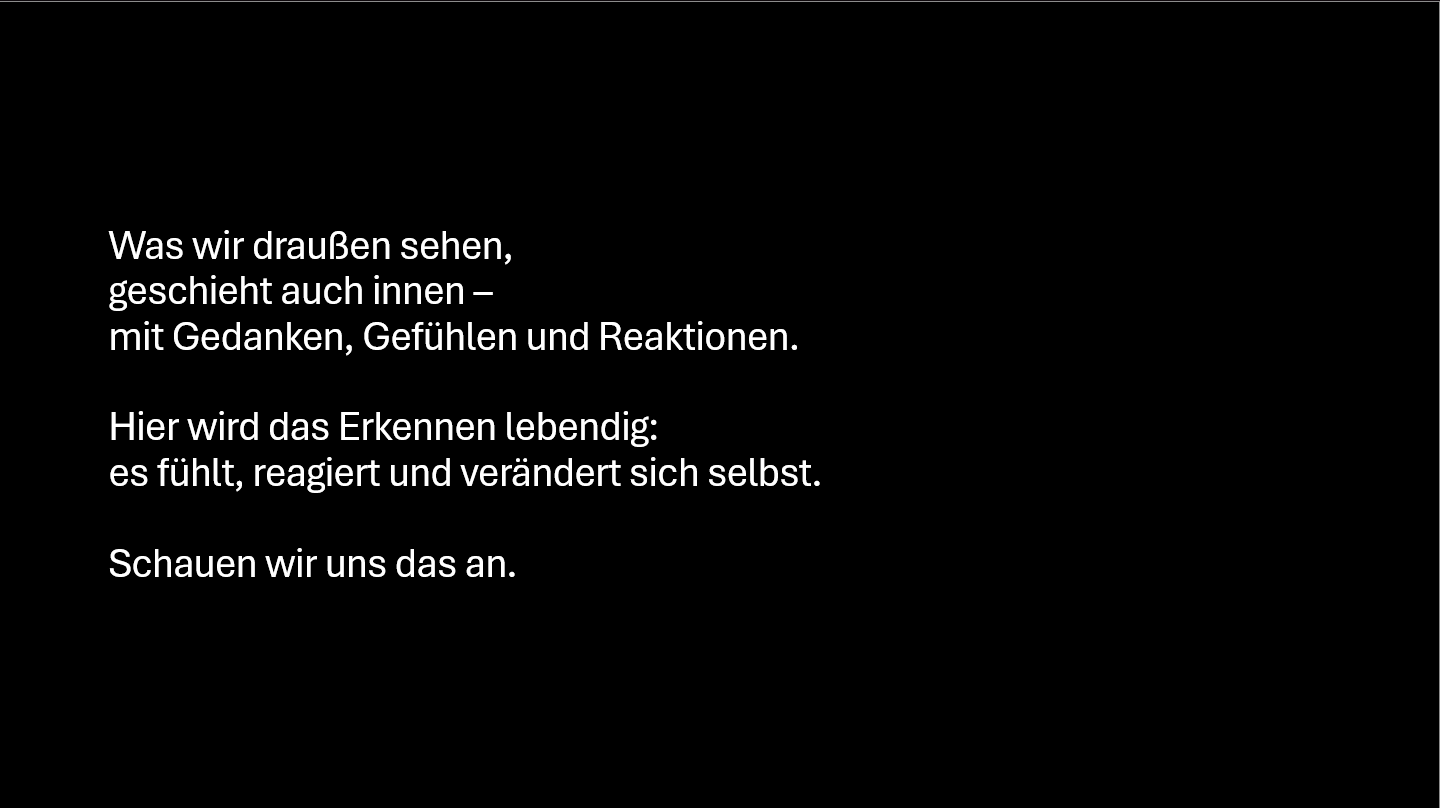 Was wir draußen sehen,
geschieht auch innen –
mit Gedanken, Gefühlen und Reaktionen.
Hier wird das Erkennen lebendig:
es fühlt, reagiert und verändert sich selbst.
Schauen wir uns das an.